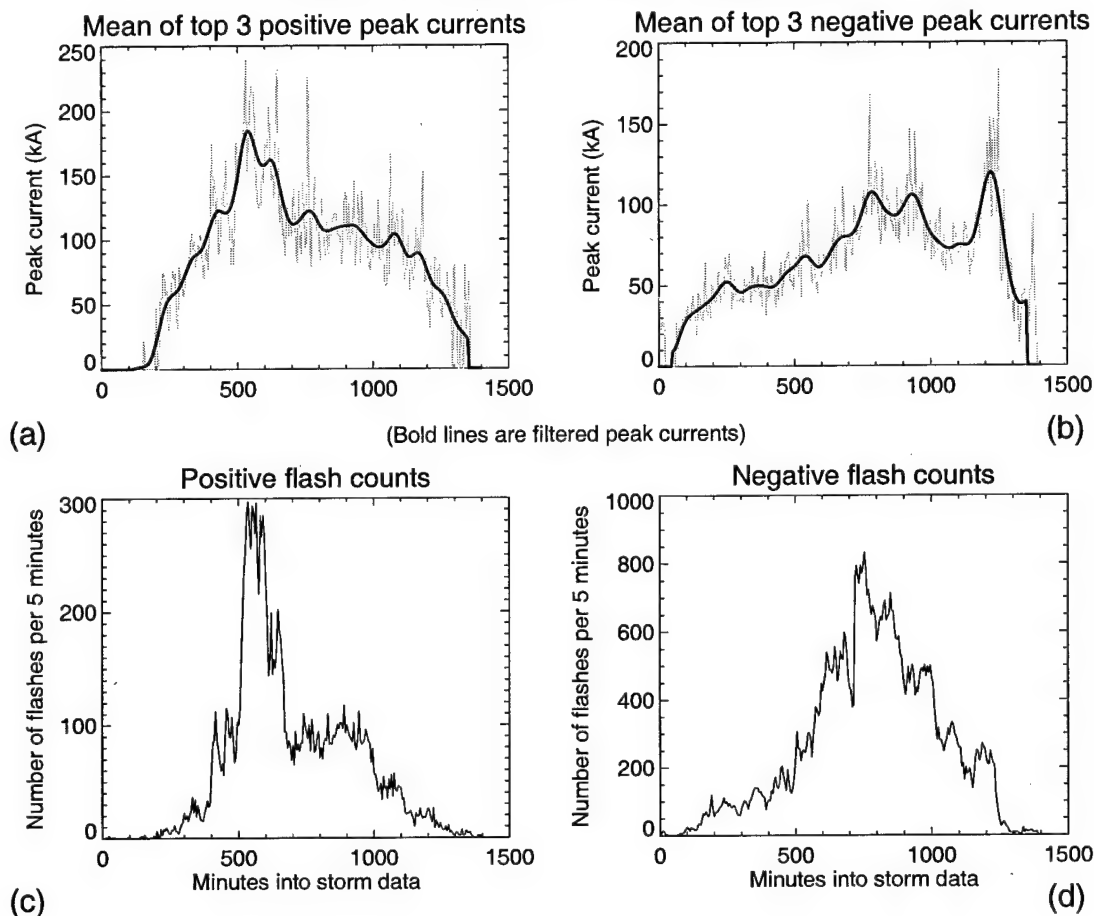 Mean of top 3 positive peak currents
Mean of top 3 negative peak currents
Peak current (kA)
250
200
150
100
50
0
0 500 1000 1500
(a)
Peak current (kA)
200
150
100
50
0
0 500 1000 1500
(b)
(Bold lines are filtered peak currents)
Positive flash counts
Negative flash counts
Number of flashes per 5 minutes
300
200
100
0
0 500 1000 1500
Minutes into storm data
(c)
Number of flashes per 5 minutes
1000
800
600
400
200
0
0 500 1000 1500
Minutes into storm data
(d)